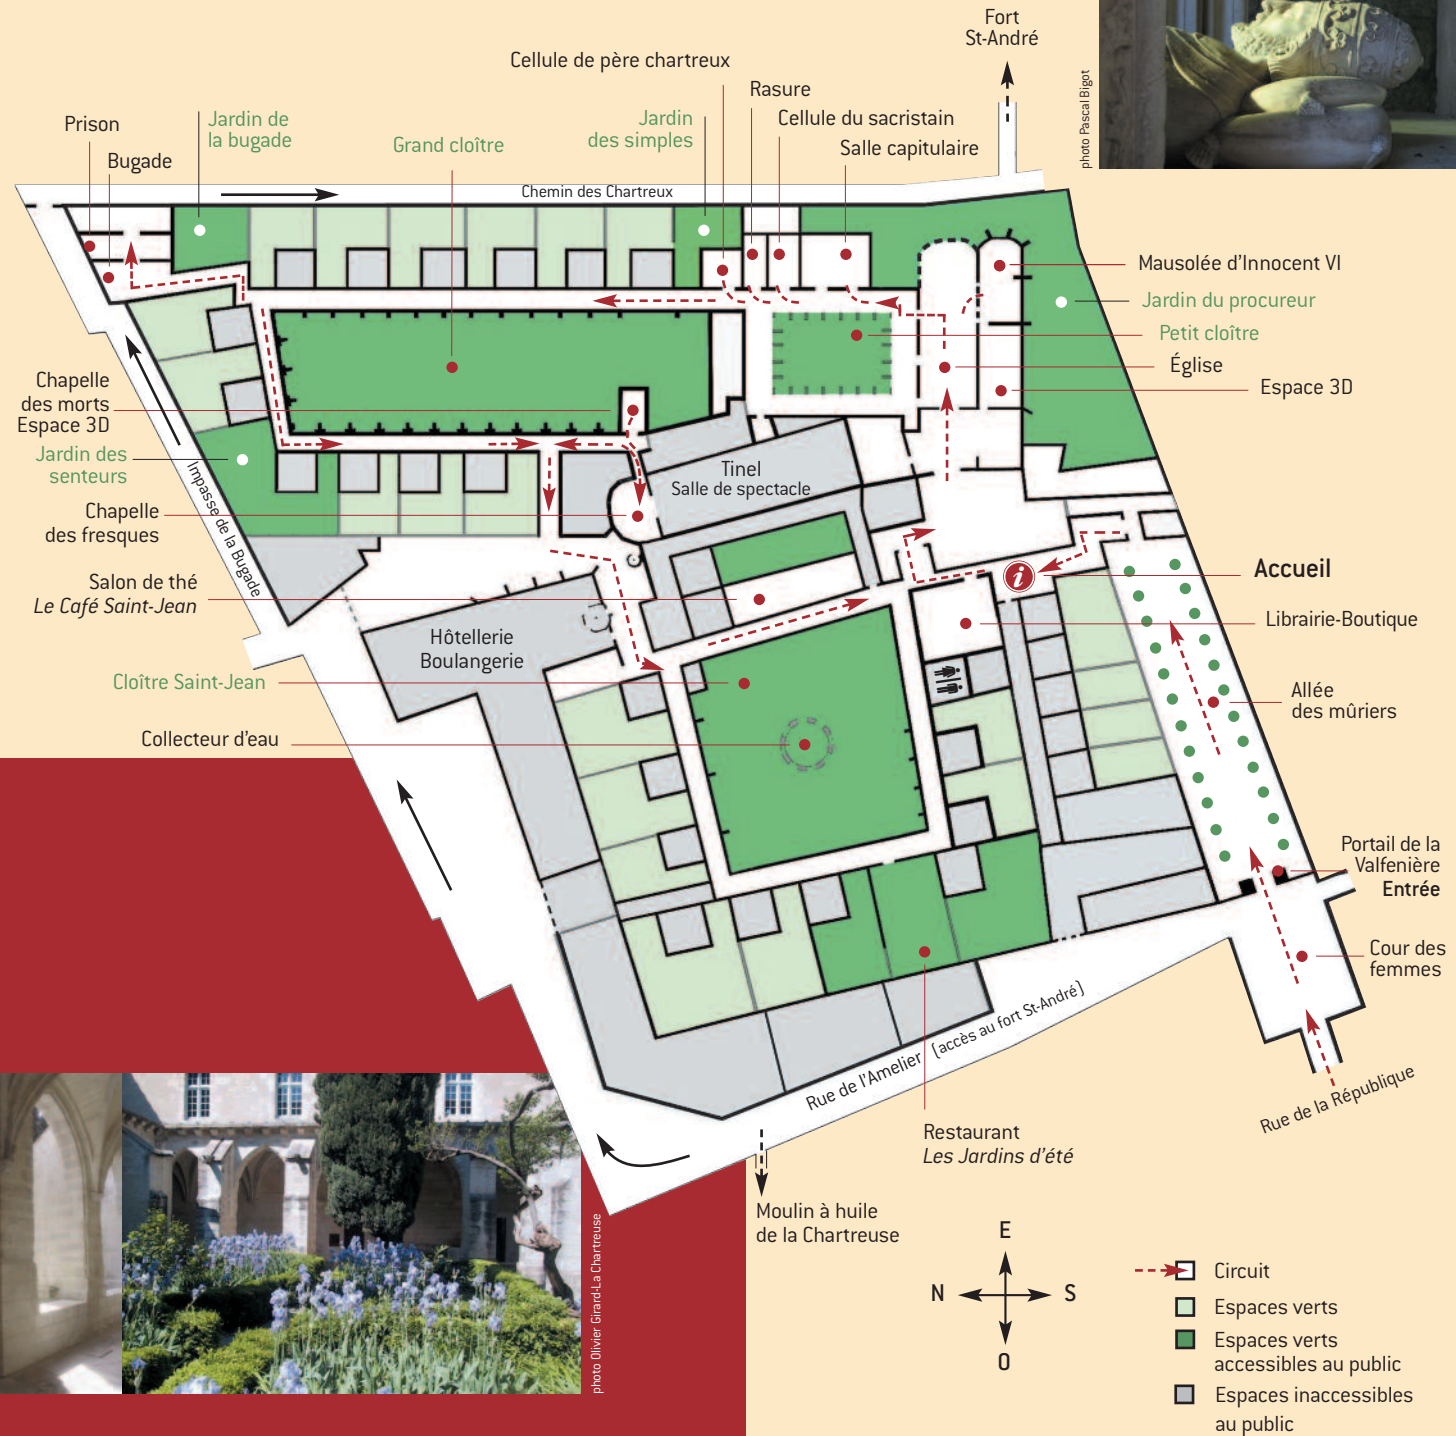 Fort
St-André
photo Pascal Bigot
Cellule de père chartreux
Rasure
Cellule du sacristain
Salle capitulaire
Prison
Bugade
Jardin de
la bugade
Grand cloître
Jardin
des simples
Chemin des Chartreux
Mausolée d'Innocent VI
Jardin du procureur
Petit cloître
Église
Espace 3D
Chapelle
des morts
Espace 3D
Jardin des
senteurs
Chapelle
des fresques
Impasse de la Bugade
Tinel
Salle de spectacle
Salon de thé
Le Café Saint-Jean
Hôtellerie
Boulangerie
Cloître Saint-Jean
Collecteur d'eau
i
Accueil
Librairie-Boutique
Allée
des mûriers
Portail de la
Valfenière
Entrée
Cour des
femmes
Rue de la République
Rue de l'Amelier (accès au fort St-André)
Restaurant
Les Jardins d'été
Moulin à huile
de la Chartreuse
photo Olivier Girard-La Chartreuse
E
N
S
O
Circuit
Espaces verts
Espaces verts
accessibles au public
Espaces inaccessibles
au public